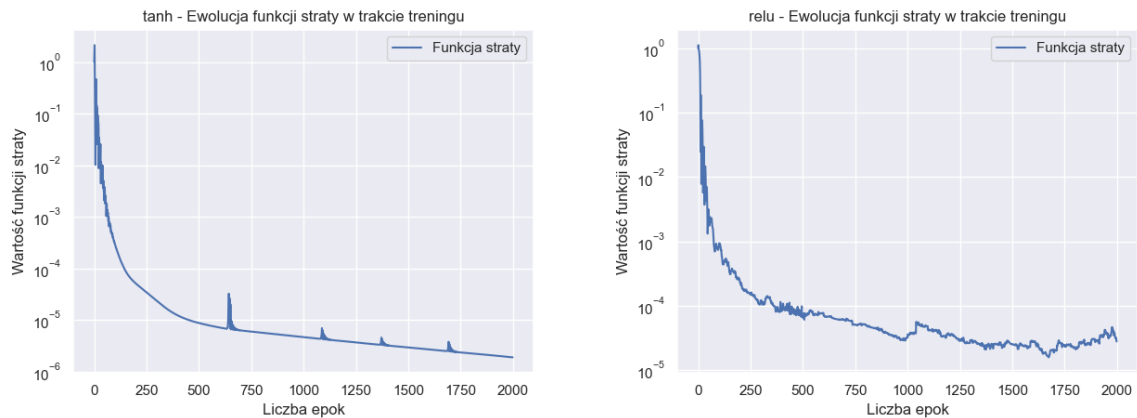 tanh - Ewolucja funkcji straty w trakcie treningu
Funkcja straty
Wartość funkcji straty
10^0
10^-1
10^-2
10^-3
10^-4
10^-5
10^-6
0 250 500 750 1000 1250 1500 1750 2000
Liczba epok
relu - Ewolucja funkcji straty w trakcie treningu
Funkcja straty
Wartość funkcji straty
10^0
10^-1
10^-2
10^-3
10^-4
10^-5
0 250 500 750 1000 1250 1500 1750 2000
Liczba epok